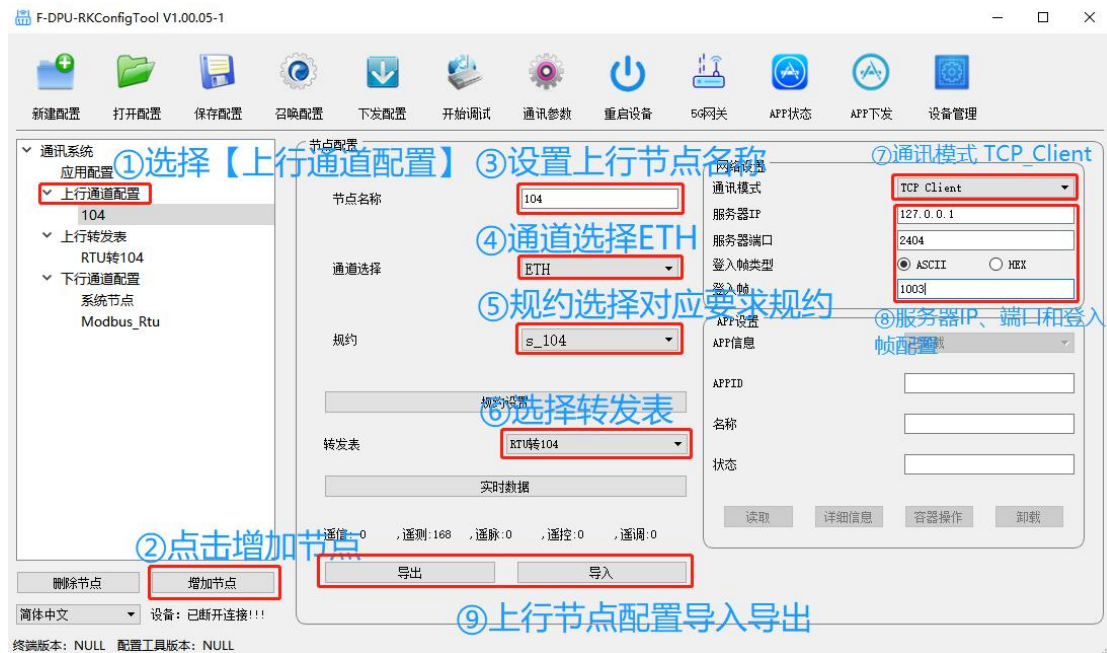 F-DPU-RKConfigTool V1.00.05-1
新建配置 打开配置 保存配置 召唤配置 下发配置 开始调试 通讯参数 重启设备 5G网关 APP状态 APP下发 设备管理
通讯系统
应用配置
上行通道配置
104
上行转发表
RTU转104
下行通道配置
系统节点
Modbus_Rtu
①选择【上行通道配置】
②点击增加节点
删除节点 增加节点
简体中文 设备：已断开连接!!!
终端版本：NULL 配置工具版本：NULL
节点配置
③设置上行节点名称
节点名称 104
④通道选择ETH
通道选择 ETH
⑤规约选择对应要求规约
规约 s_104
规约设置
⑥选择转发表
转发表 RTU转104
实时数据
遥信：0 ,遥测:168 ,遥脉:0 ,遥控:0 ,遥调:0
导出 导入
⑨上行节点配置导入导出
⑦通讯模式 TCP_Client
网络设置
通讯模式 TCP Client
服务器IP 127.0.0.1
服务器端口 2404
登入帧类型 ASCII HEX
登入帧 1003
⑧服务器IP、端口和登入
帧配置
APP设置
APP信息
APPID
名称
状态
读取 详细信息 容器操作 卸载